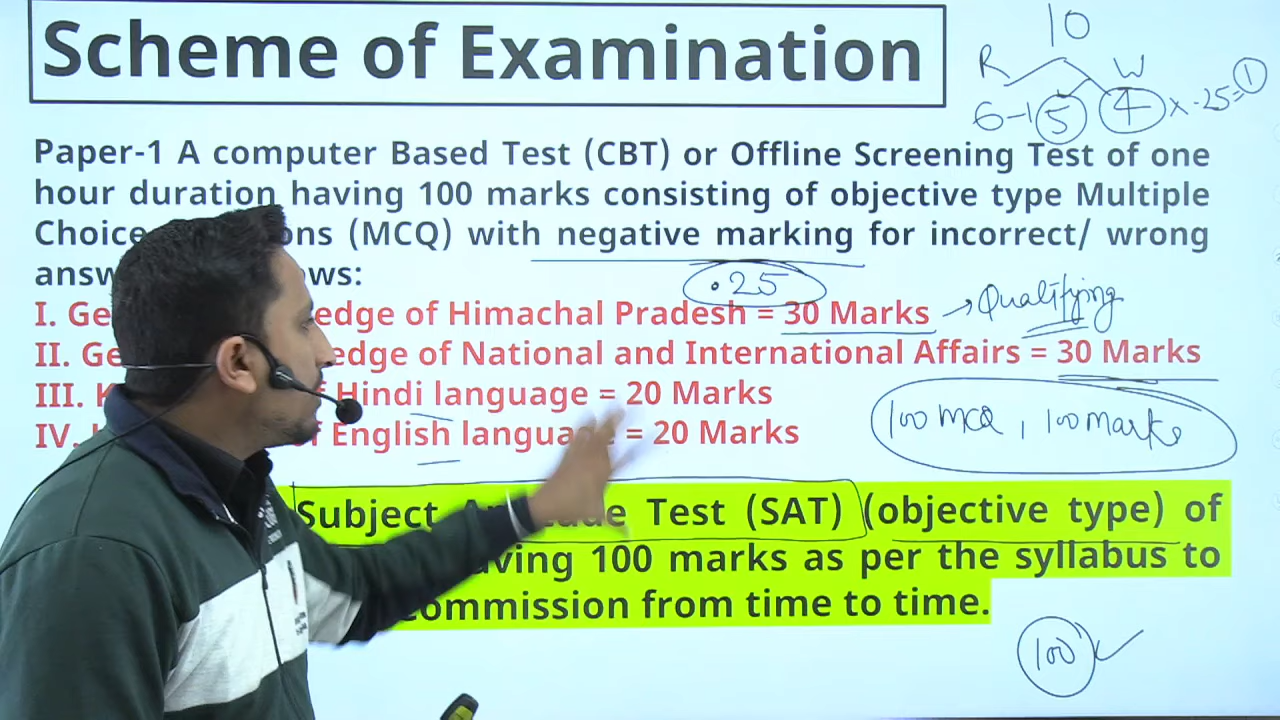 Scheme of Examination
10
R W
6-1 5 4 x .25= 1
Paper-1 A computer Based Test (CBT) or Offline Screening Test of one
hour duration having 100 marks consisting of objective type Multiple
Choice ons (MCQ) with negative marking for incorrect/ wrong
answ ows:
.25
I. Ge edge of Himachal Pradesh = 30 Marks → Qualifying
II. Ge edge of National and International Affairs = 30 Marks
III. K f Hindi language = 20 Marks
IV. of English language = 20 Marks
100 MCQ, 100 Marks
Subject Test (SAT) (objective type) of
ving 100 marks as per the syllabus to
ommission from time to time.
100